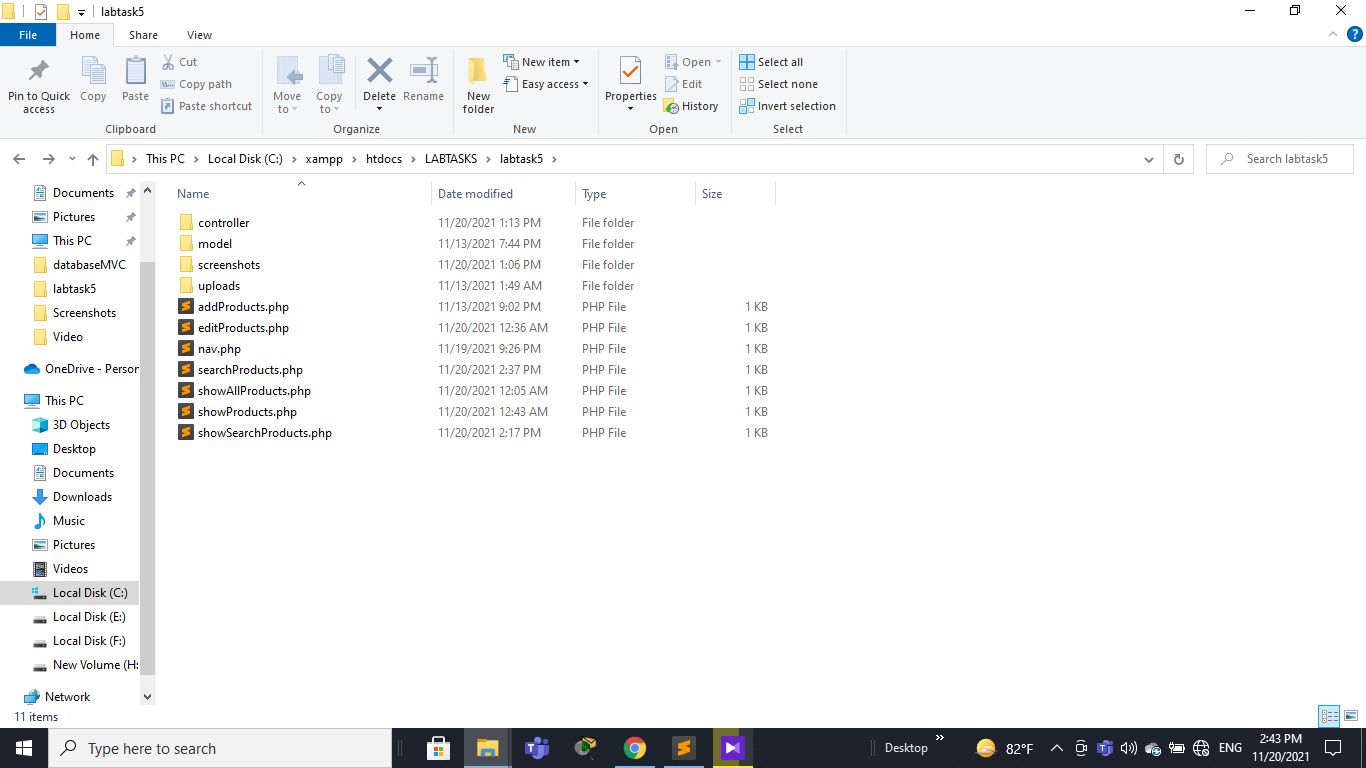 labtask5
File Home Share View
Pin to Quick access
Copy
Paste
Cut
Copy path
Paste shortcut
Move to
Copy to
Delete
Rename
New folder
New item
Easy access
Properties
Open
Edit
History
Select all
Select none
Invert selection
Clipboard Organize New Open Select
This PC Local Disk (C:) xampp htdocs LABTASKS labtask5
Search labtask5
Documents
Pictures
This PC
databaseMVC
labtask5
Screenshots
Video
OneDrive - Person
This PC
3D Objects
Desktop
Documents
Downloads
Music
Pictures
Videos
Local Disk (C:)
Local Disk (E:)
Local Disk (F:)
New Volume (H:
Network
Name Date modified Type Size
controller 11/20/2021 1:13 PM File folder
model 11/13/2021 7:44 PM File folder
screenshots 11/20/2021 1:06 PM File folder
uploads 11/13/2021 1:49 AM File folder
addProducts.php 11/13/2021 9:02 PM PHP File 1 KB
editProducts.php 11/20/2021 12:36 AM PHP File 1 KB
nav.php 11/19/2021 9:26 PM PHP File 1 KB
searchProducts.php 11/20/2021 2:37 PM PHP File 1 KB
showAllProducts.php 11/20/2021 12:05 AM PHP File 1 KB
showProducts.php 11/20/2021 12:43 AM PHP File 1 KB
showSearchProducts.php 11/20/2021 2:17 PM PHP File 1 KB
11 items
Type here to search
Desktop
82°F
ENG
2:43 PM
11/20/2021